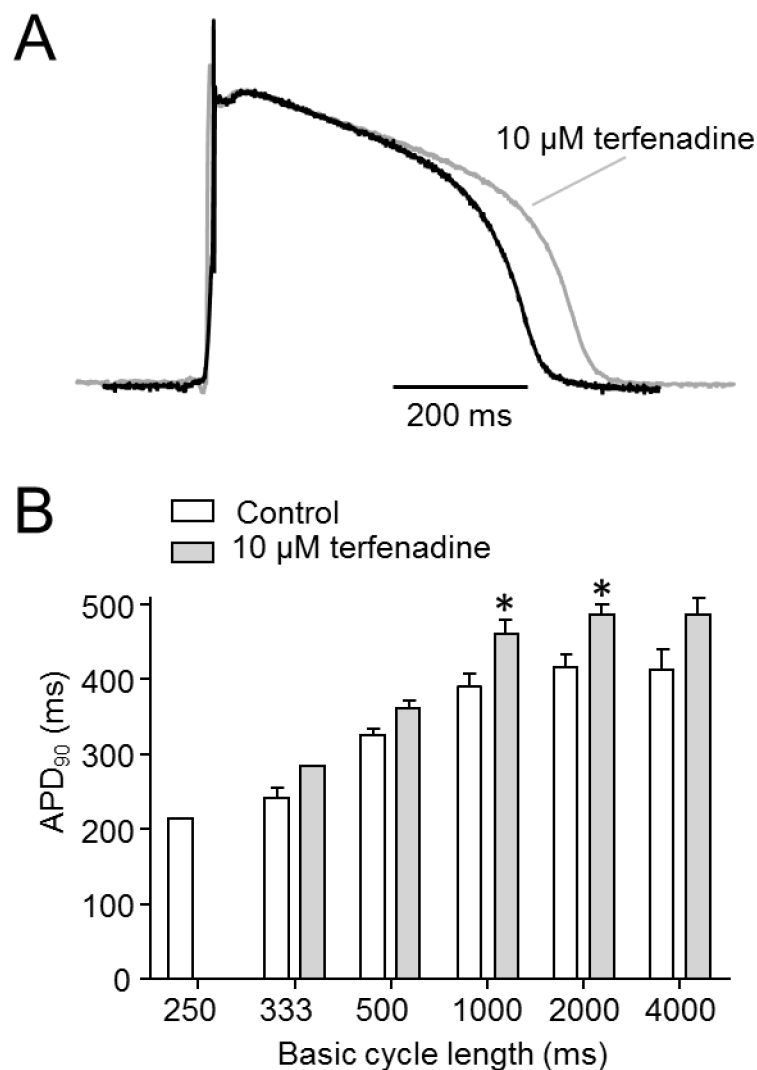 A
10 μM terfenadine
200 ms
B
Control
10 μM terfenadine
* *
500
400
300
200
100
0
APD90 (ms)
250 333 500 1000 2000 4000
Basic cycle length (ms)